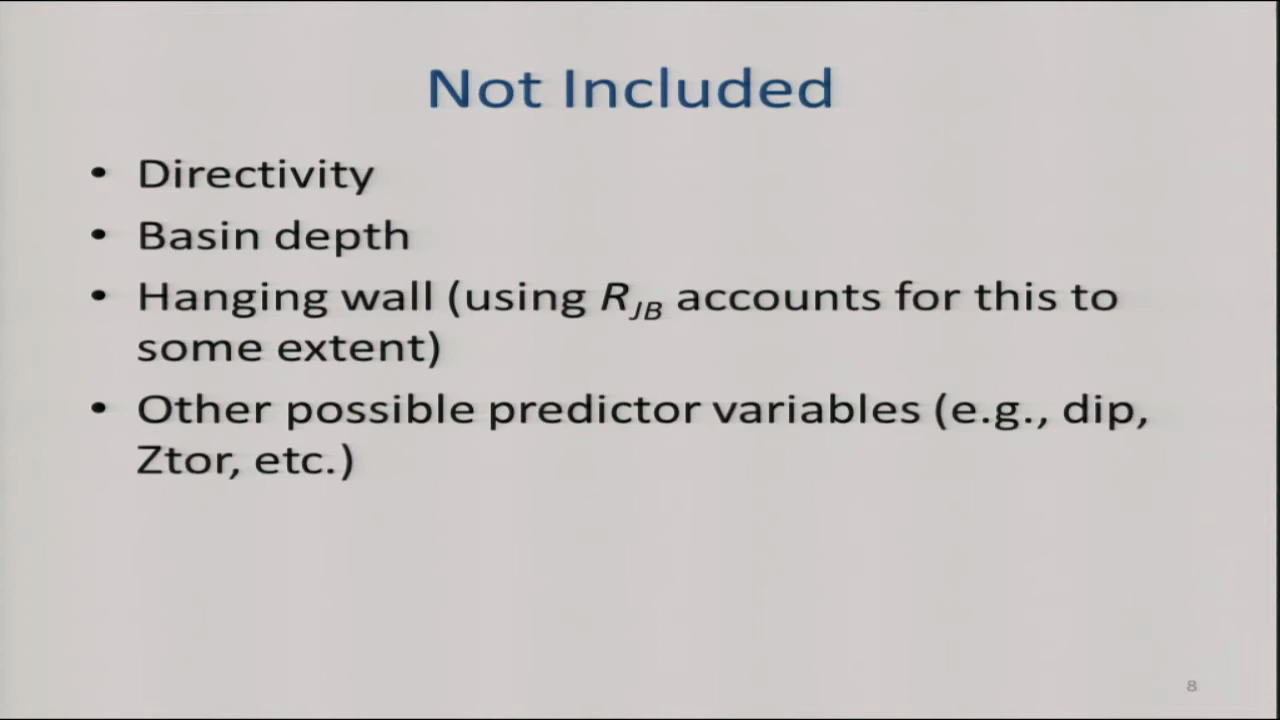 Not Included
• Directivity
• Basin depth
• Hanging wall (using R_JB accounts for this to
some extent)
• Other possible predictor variables (e.g., dip,
Ztor, etc.)
8